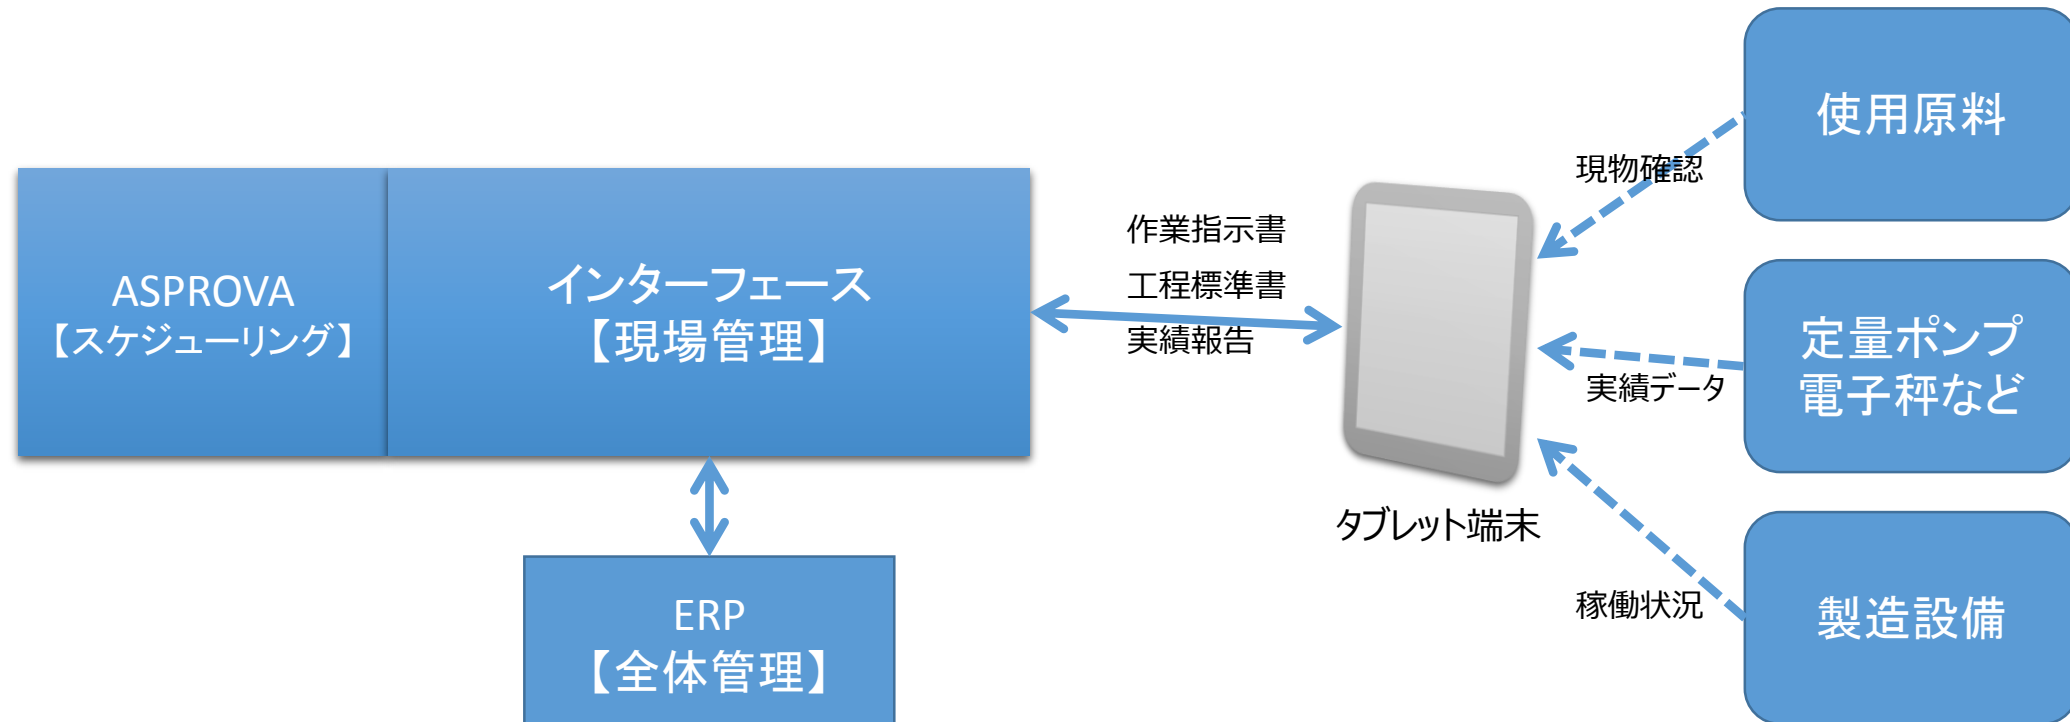 使用原料
現物確認
ASPROVA
【スケジューリング】
インターフェース
【現場管理】
作業指示書
工程標準書
実績報告
定量ポンプ
電子秤など
実績データ
タブレット端末
稼働状況
製造設備
ERP
【全体管理】